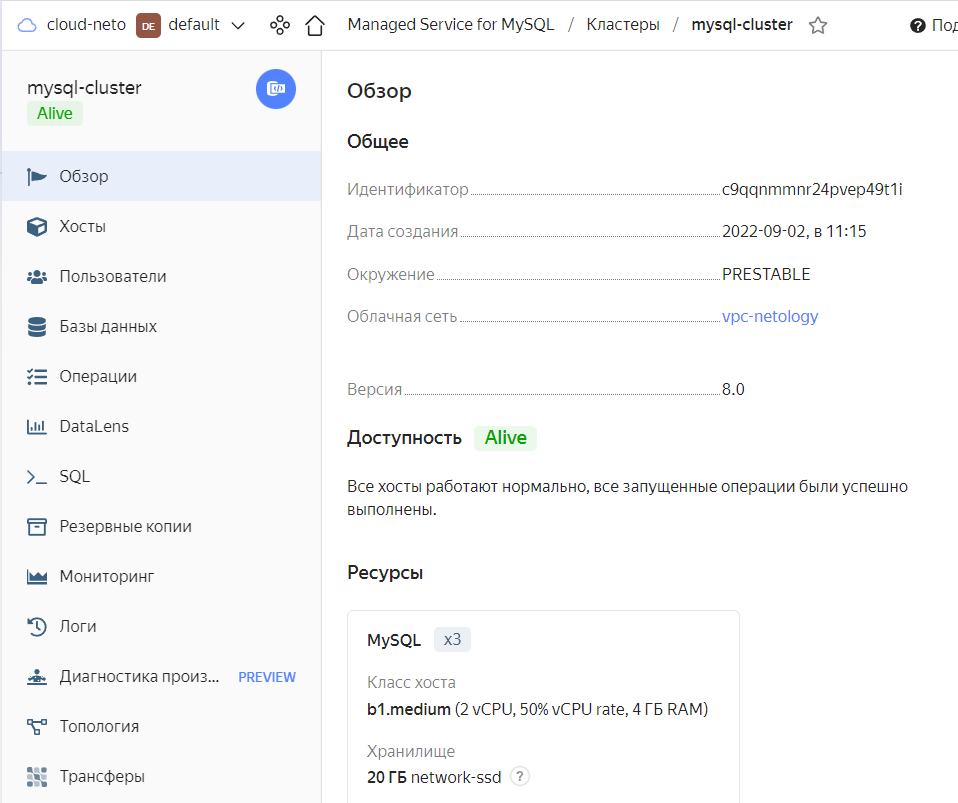 cloud-neto DE default Managed Service for MySQL / Кластеры / mysql-cluster
mysql-cluster
Alive
Обзор
Хосты
Пользователи
Базы данных
Операции
DataLens
SQL
Резервные копии
Мониторинг
Логи
Диагностика произ... PREVIEW
Топология
Трансферы
Обзор
Общее
Идентификатор c9qqnmmnr24pvep49t1i
Дата создания 2022-09-02, в 11:15
Окружение PRESTABLE
Облачная сеть vpc-netology
Версия 8.0
Доступность Alive
Все хосты работают нормально, все запущенные операции были успешно
выполнены.
Ресурсы
MySQL x3
Класс хоста
b1.medium (2 vCPU, 50% vCPU rate, 4 ГБ RAM)
Хранилище
20 ГБ network-ssd ?